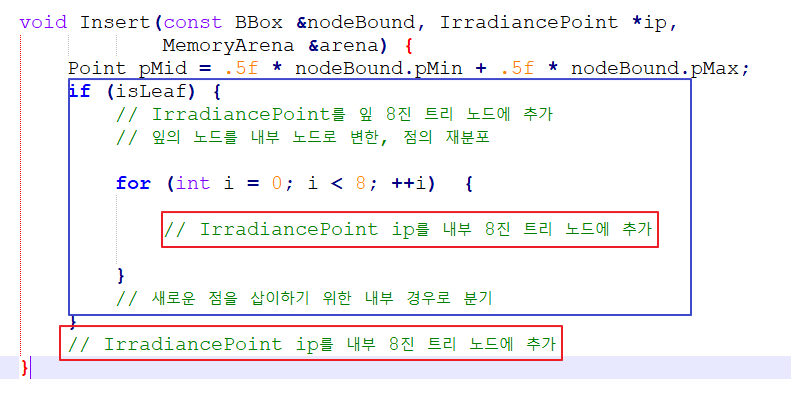 void Insert(const BBox &nodeBound, IrradiancePoint *ip,
MemoryArena &arena) {
Point pMid = .5f * nodeBound.pMin + .5f * nodeBound.pMax;
if (isLeaf) {
// IrradiancePoint를 잎 8진 트리 노드에 추가
// 잎의 노드를 내부 노드로 변한, 점의 재분포
for (int i = 0; i < 8; ++i) {
// IrradiancePoint ip를 내부 8진 트리 노드에 추가
}
// 새로운 점을 삽이하기 위한 내부 경우로 분기
}
// IrradiancePoint ip를 내부 8진 트리 노드에 추가
}